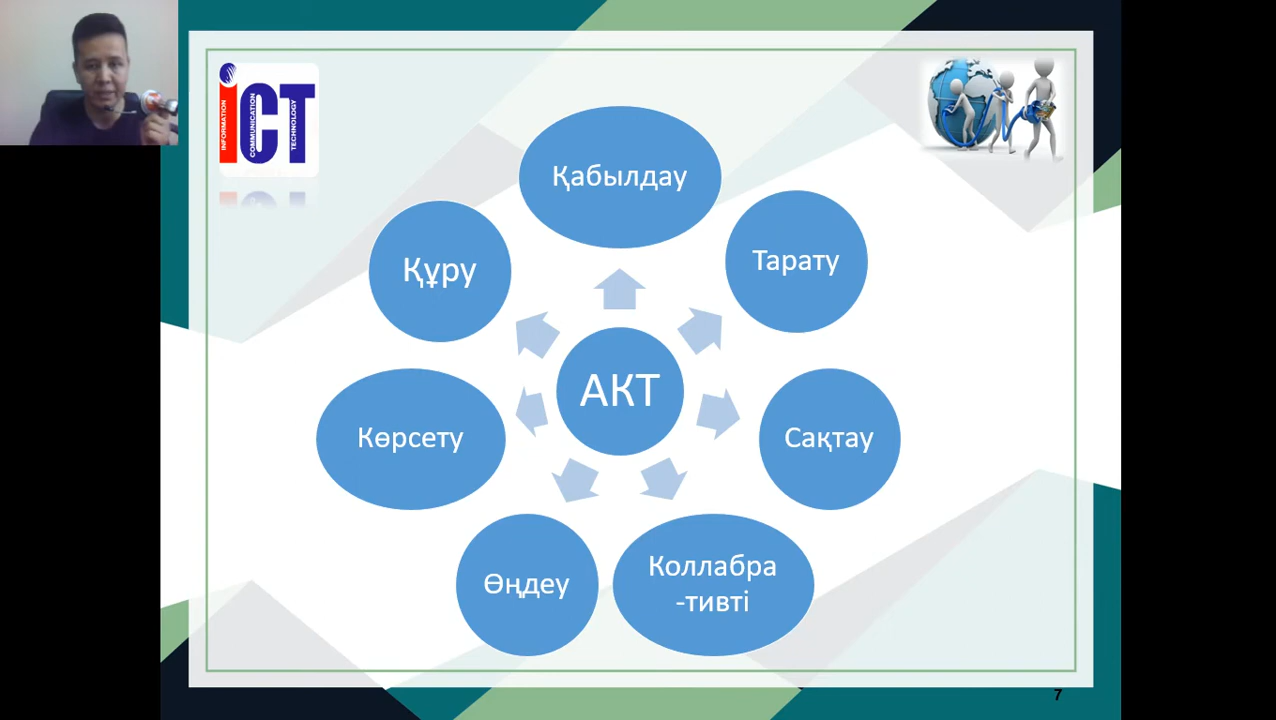 ICT
INFORMATION
COMMUNICATION
TECHNOLOGY
Қабылдау
Тарату
Құру
АКТ
Көрсету
Сақтау
Өңдеу
Коллабра
-тивті
7